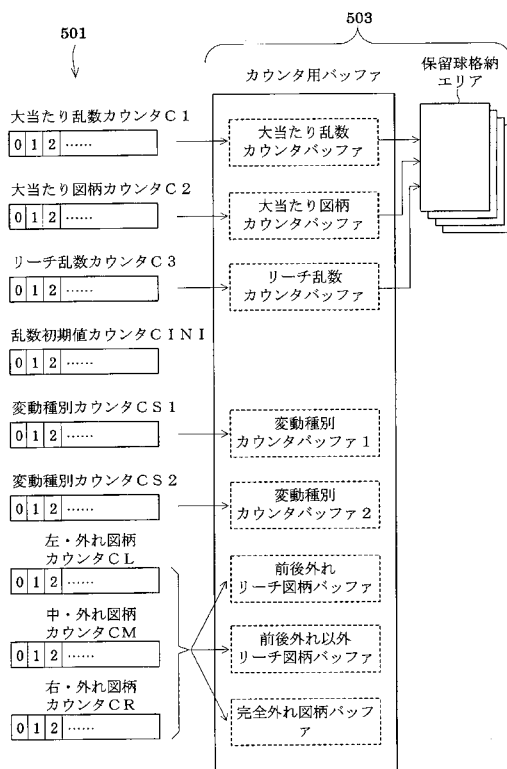 501
503
カウンタ用バッファ
保留球格納
エリア
大当たり乱数カウンタC1
0 1 2 ……
大当たり乱数
カウンタバッファ
大当たり図柄カウンタC2
0 1 2 ……
大当たり図柄
カウンタバッファ
リーチ乱数カウンタC3
0 1 2 ……
リーチ乱数
カウンタバッファ
乱数初期値カウンタCINI
0 1 2 ……
変動種別カウンタCS1
0 1 2 ……
変動種別
カウンタバッファ1
変動種別カウンタCS2
0 1 2 ……
変動種別
カウンタバッファ2
左・外れ図柄
カウンタCL
0 1 2 ……
前後外れ
リーチ図柄バッファ
中・外れ図柄
カウンタCM
0 1 2 ……
前後外れ以外
リーチ図柄バッファ
右・外れ図柄
カウンタCR
0 1 2 ……
完全外れ図柄バッフ
ァ